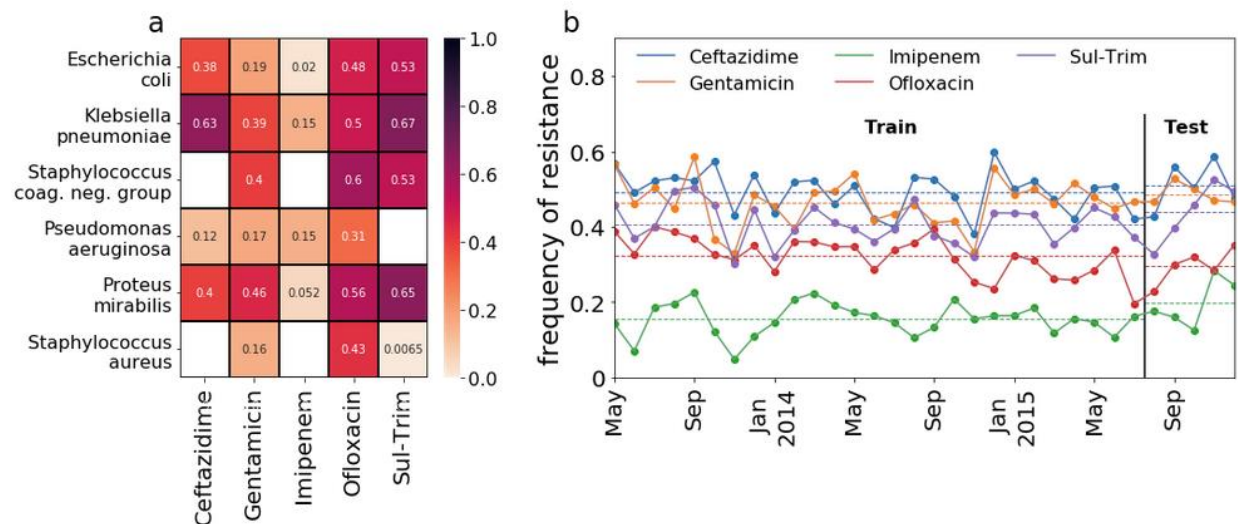 a
Escherichia
coli
0.38 0.19 0.02 0.48 0.53
Klebsiella
pneumoniae
0.63 0.39 0.15 0.5 0.67
Staphylococcus
coag. neg. group
0.4 0.6 0.53
Pseudomonas
aeruginosa
0.12 0.17 0.15 0.31
Proteus
mirabilis
0.4 0.46 0.052 0.56 0.65
Staphylococcus
aureus
0.16 0.43 0.0065
Ceftazidime
Gentamicin
Imipenem
Ofloxacin
Sul-Trim
1.0
0.8
0.6
0.4
0.2
0.0
b
frequency of resistance
0.8
0.6
0.4
0.2
0
Ceftazidime Imipenem Sul-Trim
Gentamicin Ofloxacin
Train Test
May
Sep
Jan
2014
May
Sep
Jan
2015
May
Sep